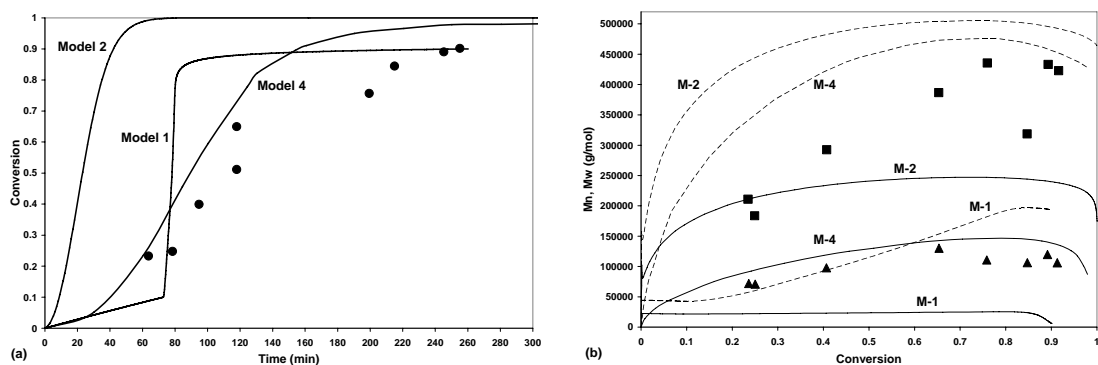 1
0.9
0.8
0.7
0.6
0.5
0.4
0.3
0.2
0.1
0
Conversion
Model 2
Model 1
Model 4
0 20 40 60 80 100 120 140 160 180 200 220 240 260 280 300
Time (min)
(a)
500000
450000
400000
350000
300000
250000
200000
150000
100000
50000
0
Mn, Mw (g/mol)
M-2
M-4
M-2
M-1
M-4
M-1
0 0.1 0.2 0.3 0.4 0.5 0.6 0.7 0.8 0.9 1
Conversion
(b)